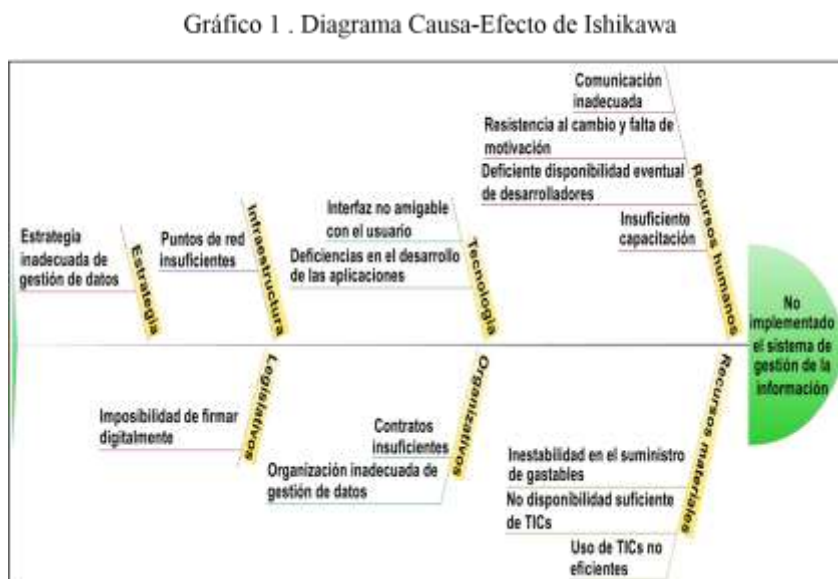 Gráfico 1 . Diagrama Causa-Efecto de Ishikawa
Comunicación
inadecuada
Resistencia al cambio y falta de
motivación
Deficiente disponibilidad eventual
de desarrolladores
Insuficiente
capacitación
Recursos humanos
Interfaz no amigable
con el usuario
Deficiencias en el desarrollo
de las aplicaciones
Tecnología
Puntos de red
insuficientes
Infraestructura
Estrategia
inadecuada de
gestión de datos
Estrategia
No
implementado
el sistema de
gestión de la
información
Imposibilidad de firmar
digitalmente
Legislativos
Contratos
insuficientes
Organización inadecuada de
gestión de datos
Organizativos
Inestabilidad en el suministro
de gastables
No disponibilidad suficiente
de TICs
Uso de TICs no
eficientes
Recursos materiales